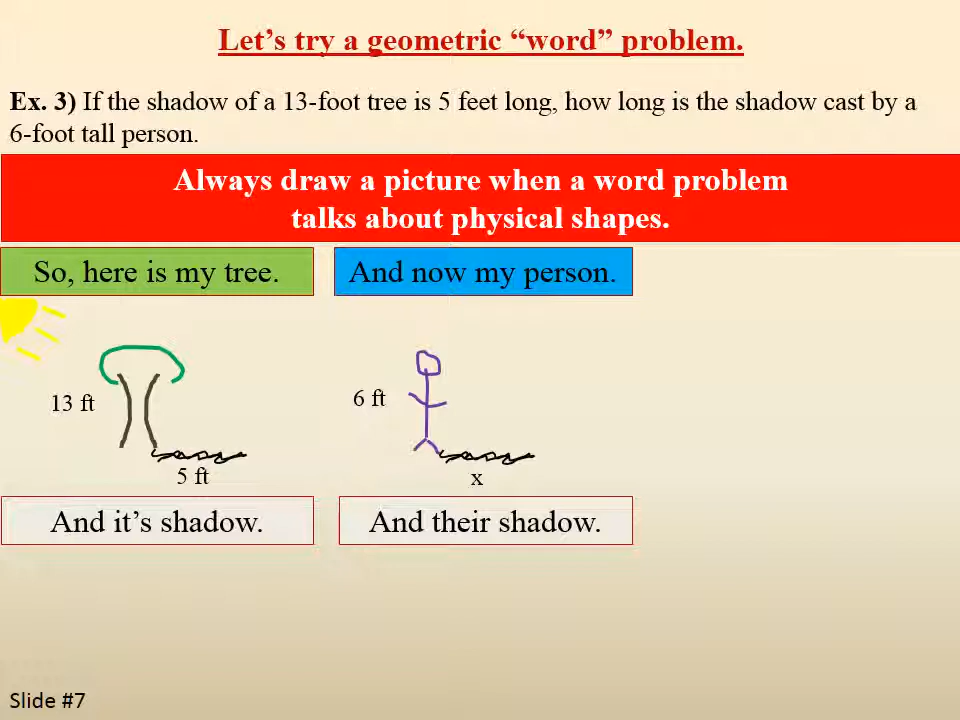 Let’s try a geometric “word” problem.
Ex. 3) If the shadow of a 13-foot tree is 5 feet long, how long is the shadow cast by a
6-foot tall person.
Always draw a picture when a word problem
talks about physical shapes.
So, here is my tree.
And now my person.
13 ft
6 ft
5 ft
x
And it’s shadow.
And their shadow.
Slide #7